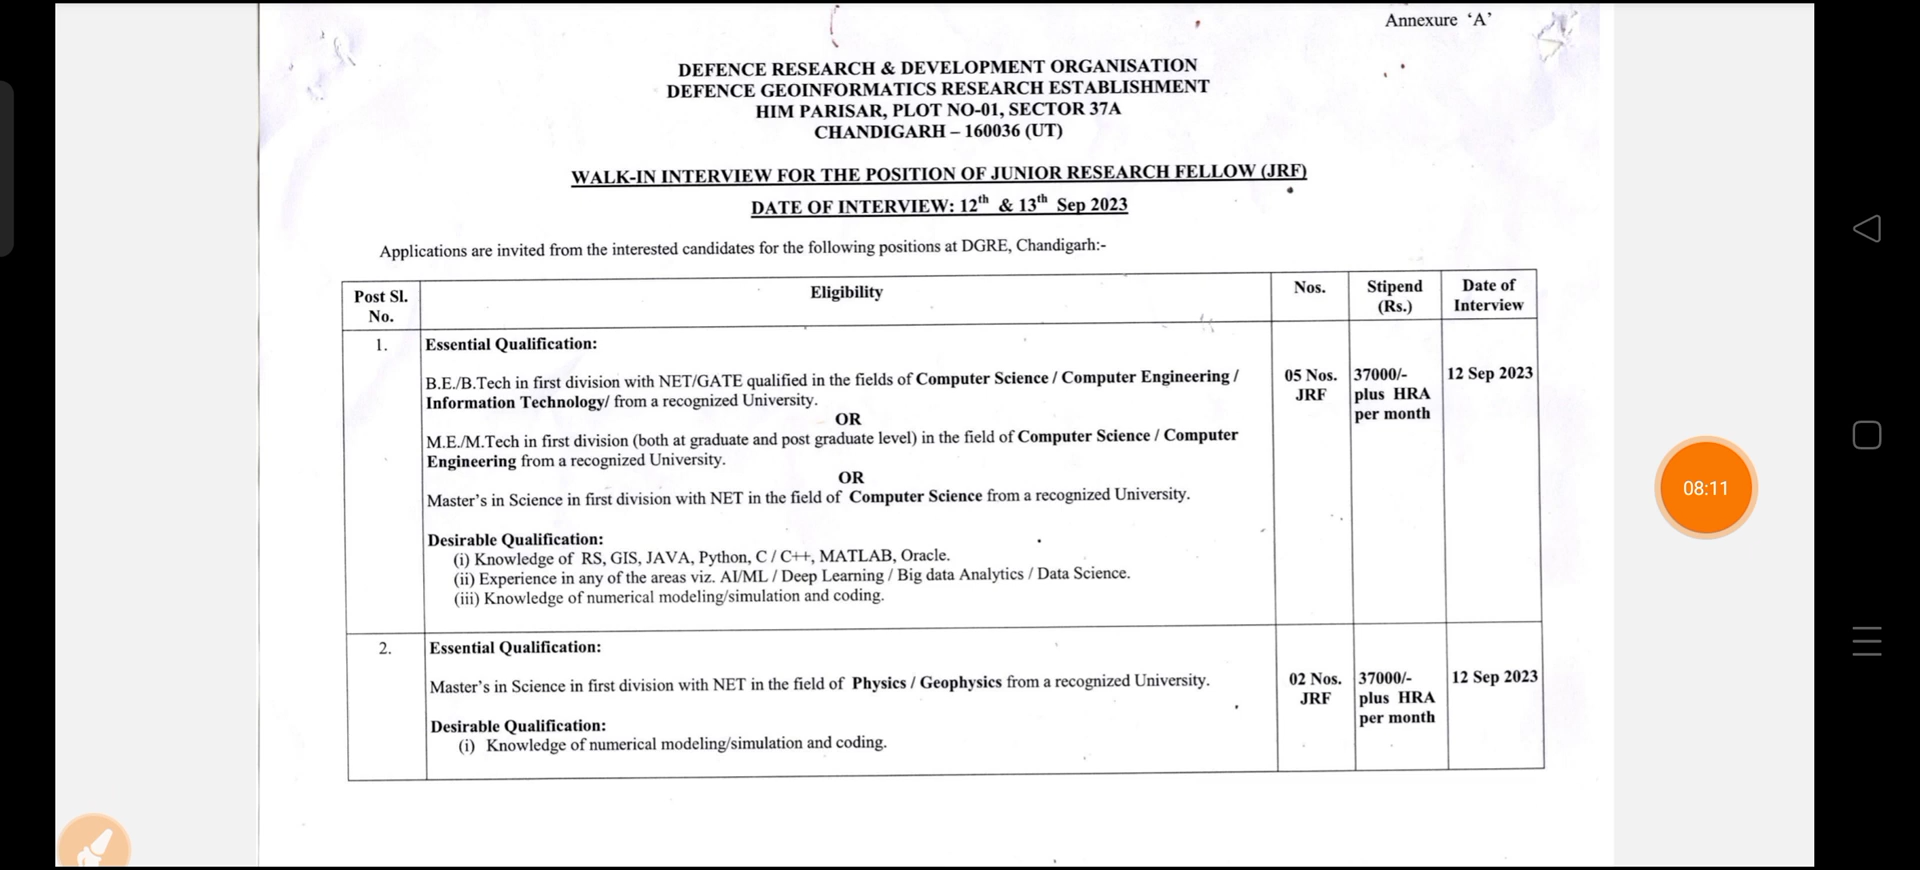 Annexure ‘A’
DEFENCE RESEARCH & DEVELOPMENT ORGANISATION
DEFENCE GEOINFORMATICS RESEARCH ESTABLISHMENT
HIM PARISAR, PLOT NO-01, SECTOR 37A
CHANDIGARH – 160036 (UT)
WALK-IN INTERVIEW FOR THE POSITION OF JUNIOR RESEARCH FELLOW (JRF)
DATE OF INTERVIEW: 12th & 13th Sep 2023
Applications are invited from the interested candidates for the following positions at DGRE, Chandigarh:-
Post Sl. No.
Eligibility
Nos.
Stipend (Rs.)
Date of Interview
1.
Essential Qualification:
B.E./B.Tech in first division with NET/GATE qualified in the fields of Computer Science / Computer Engineering /
Information Technology/ from a recognized University.
OR
M.E./M.Tech in first division (both at graduate and post graduate level) in the field of Computer Science / Computer
Engineering from a recognized University.
OR
Master’s in Science in first division with NET in the field of Computer Science from a recognized University.
Desirable Qualification:
(i) Knowledge of RS, GIS, JAVA, Python, C / C++, MATLAB, Oracle.
(ii) Experience in any of the areas viz. AI/ML / Deep Learning / Big data Analytics / Data Science.
(iii) Knowledge of numerical modeling/simulation and coding.
05 Nos.
JRF
37000/-
plus HRA
per month
12 Sep 2023
2.
Essential Qualification:
Master’s in Science in first division with NET in the field of Physics / Geophysics from a recognized University.
Desirable Qualification:
(i) Knowledge of numerical modeling/simulation and coding.
02 Nos.
JRF
37000/-
plus HRA
per month
12 Sep 2023
08:11